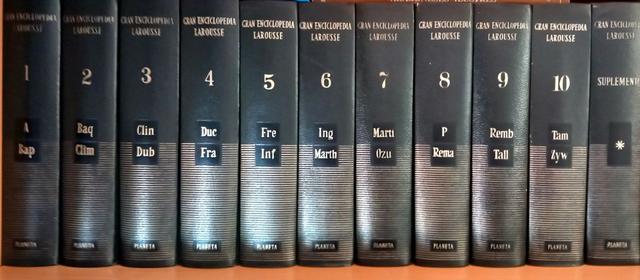 GRAN ENCICLOPEDIA
LAROUSSE
1
A
Bap
PLANETA
GRAN ENCICLOPEDIA
LAROUSSE
2
Baq
Clim
PLANETA
GRAN ENCICLOPEDIA
LAROUSSE
3
Clin
Dub
PLANETA
GRAN ENCICLOPEDIA
LAROUSSE
4
Duc
Fra
PLANETA
GRAN ENCICLOPEDIA
LAROUSSE
5
Fre
Inf
PLANETA
GRAN ENCICLOPEDIA
LAROUSSE
6
Ing
Marth
PLANETA
GRAN ENCICLOPEDIA
LAROUSSE
7
Marti
Ozu
PLANETA
GRAN ENCICLOPEDIA
LAROUSSE
8
P
Rema
PLANETA
GRAN ENCICLOPEDIA
LAROUSSE
9
Remb
Tall
PLANETA
GRAN ENCICLOPEDIA
LAROUSSE
10
Tam
Zyw
PLANETA
GRAN ENCICLOPEDIA
LAROUSSE
SUPLEMENTO
*
PLANETA